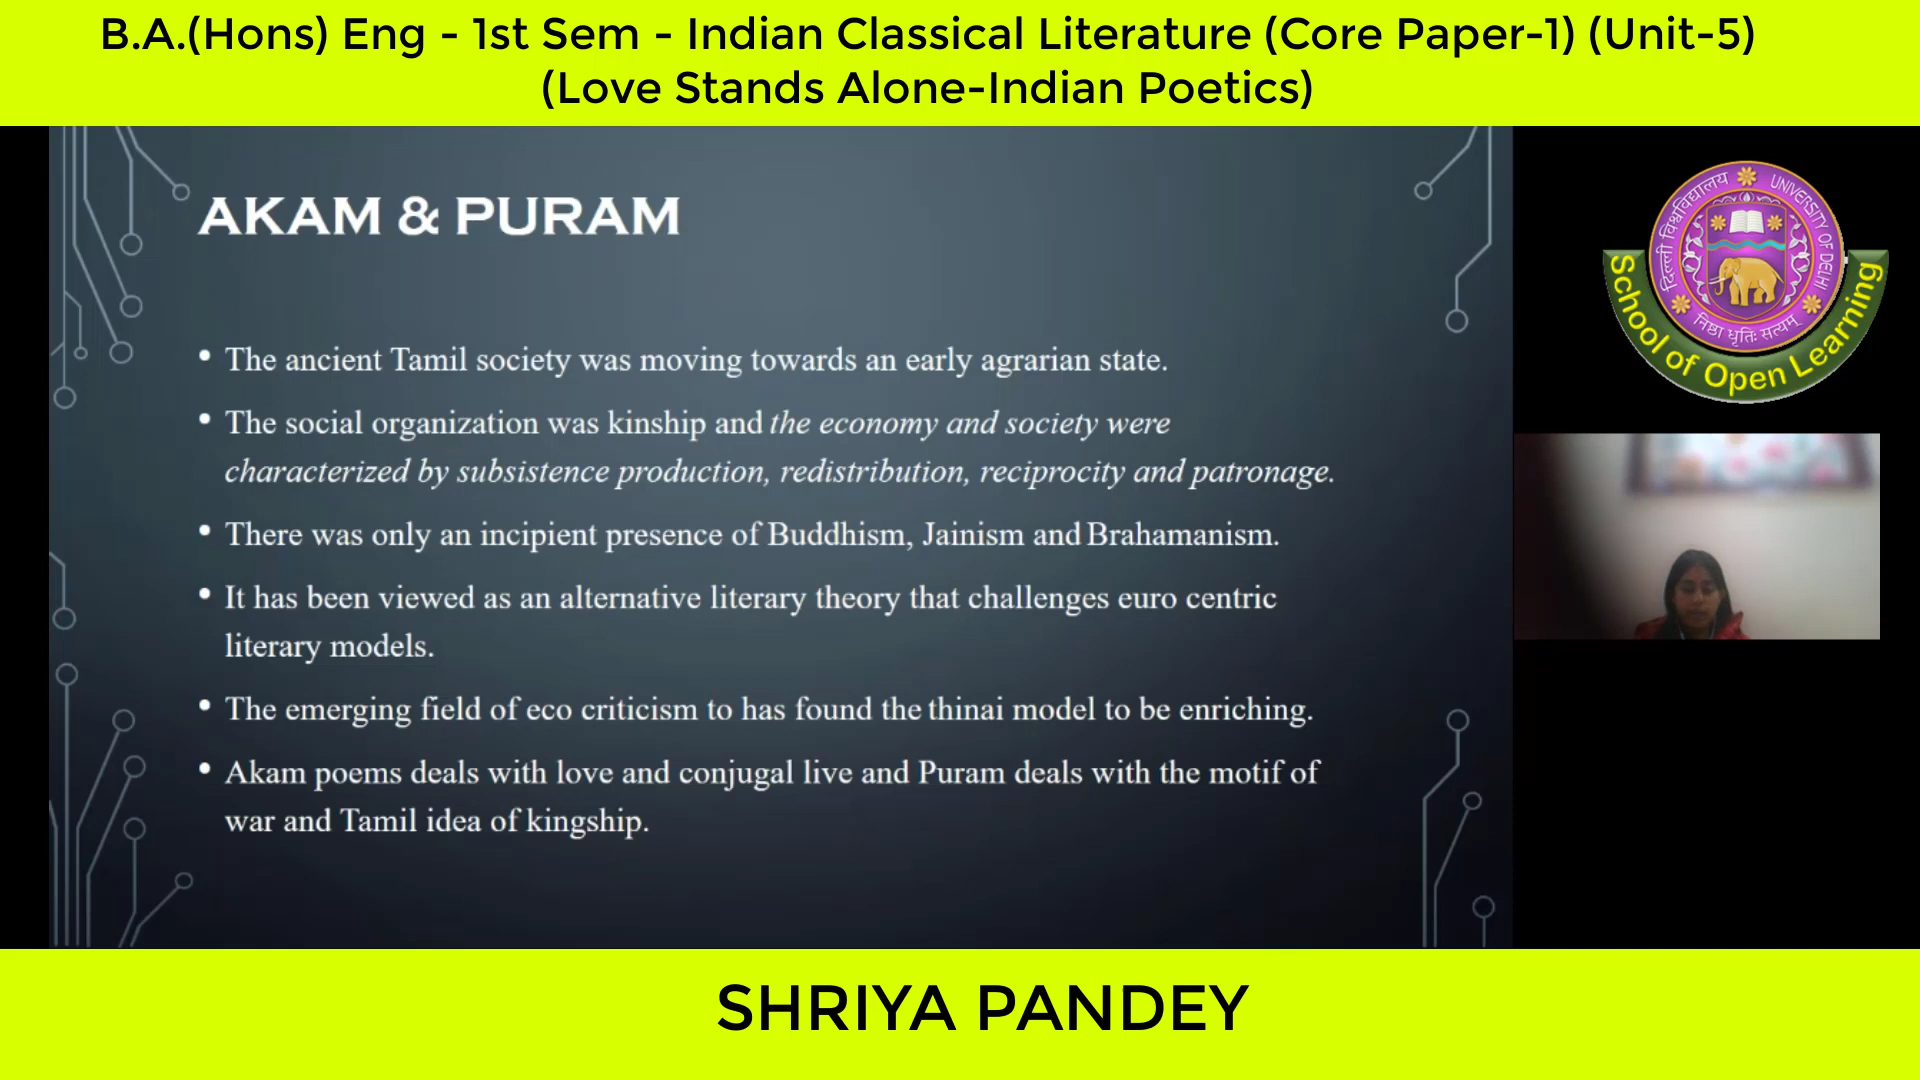 B.A.(Hons) Eng - 1st Sem - Indian Classical Literature (Core Paper-1) (Unit-5)
(Love Stands Alone-Indian Poetics)
AKAM & PURAM
• The ancient Tamil society was moving towards an early agrarian state.
• The social organization was kinship and the economy and society were
characterized by subsistence production, redistribution, reciprocity and patronage.
• There was only an incipient presence of Buddhism, Jainism and Brahamanism.
• It has been viewed as an alternative literary theory that challenges euro centric
literary models.
• The emerging field of eco criticism to has found the thinai model to be enriching.
• Akam poems deals with love and conjugal live and Puram deals with the motif of
war and Tamil idea of kingship.
दिल्ली विश्वविद्यालय
UNIVERSITY OF DELHI
निष्ठा धृतिः सत्यम्
School of Open Learning
SHRIYA PANDEY